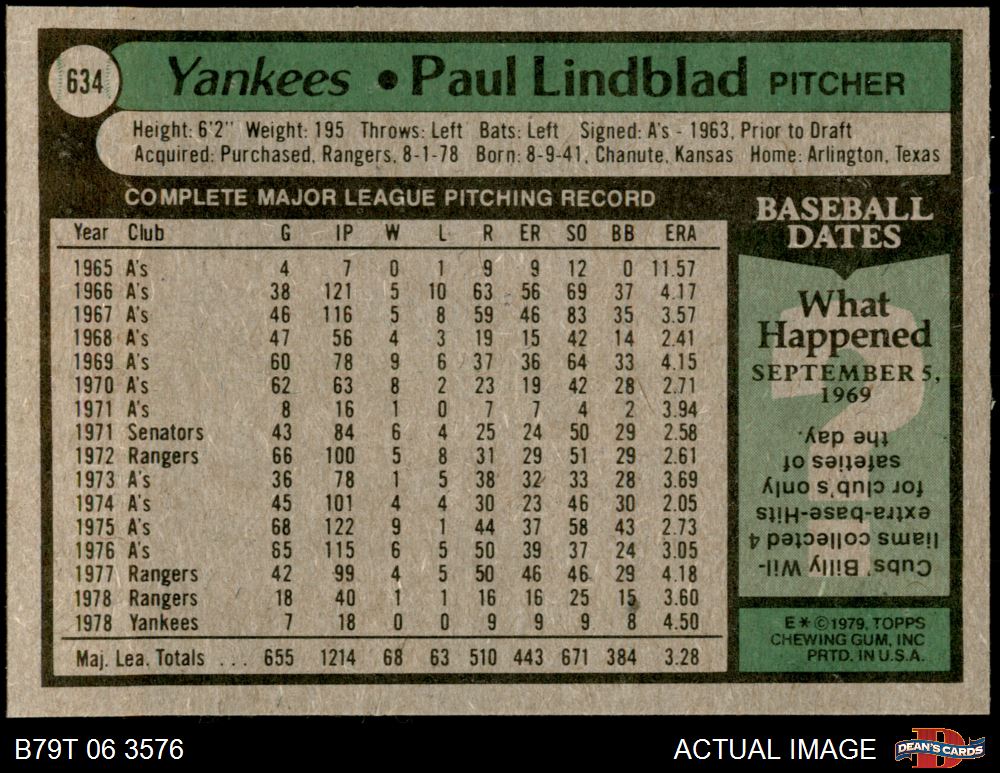 634
Yankees • Paul Lindblad PITCHER
Height: 6'2" Weight: 195 Throws: Left Bats: Left Signed: A's - 1963, Prior to Draft
Acquired: Purchased, Rangers, 8-1-78 Born: 8-9-41, Chanute, Kansas Home: Arlington, Texas
COMPLETE MAJOR LEAGUE PITCHING RECORD
Year Club G IP W L R ER SO BB ERA
1965 A's 4 7 0 1 9 9 12 0 11.57
1966 A's 38 121 5 10 63 56 69 37 4.17
1967 A's 46 116 5 8 59 46 83 35 3.57
1968 A's 47 56 4 3 19 15 42 14 2.41
1969 A's 60 78 9 6 37 36 64 33 4.15
1970 A's 62 63 8 2 23 19 42 28 2.71
1971 A's 8 16 1 0 7 7 4 2 3.94
1971 Senators 43 84 6 4 25 24 50 29 2.58
1972 Rangers 66 100 5 8 31 29 51 29 2.61
1973 A's 36 78 1 5 38 32 33 28 3.69
1974 A's 45 101 4 4 30 23 46 30 2.05
1975 A's 68 122 9 1 44 37 58 43 2.73
1976 A's 65 115 6 5 50 39 37 24 3.05
1977 Rangers 42 99 4 5 50 46 46 29 4.18
1978 Rangers 18 40 1 1 16 16 25 15 3.60
1978 Yankees 7 18 0 0 9 9 9 8 4.50
Maj. Lea. Totals ... 655 1214 68 63 510 443 671 384 3.28
BASEBALL
DATES
What
Happened
SEPTEMBER 5,
1969
Cubs' Billy Wil-
liams collected 4
extra-base-Hits
for club's only
safeties of
the day.
E * © 1979, TOPPS
CHEWING GUM, INC
PRTD. IN U.S.A.
B79T 06 3576
ACTUAL IMAGE
D
DEAN'S CARDS